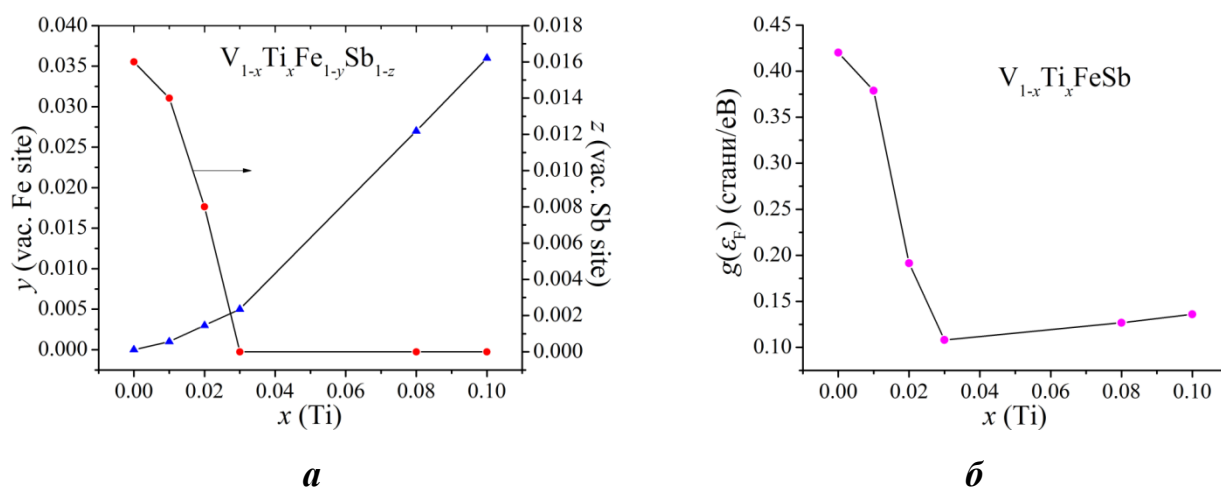 V₁₋ₓTiₓFe₁₋ySb₁₋z
0.040
0.035
0.030
0.025
0.020
0.015
0.010
0.005
0.000
y (vac. Fe site)
0.018
0.016
0.014
0.012
0.010
0.008
0.006
0.004
0.002
0.000
z (vac. Sb site)
0.00 0.02 0.04 0.06 0.08 0.10
x (Ti)
а
V₁₋ₓTiₓFeSb
0.45
0.40
0.35
0.30
0.25
0.20
0.15
0.10
g(εF) (стани/еВ)
0.00 0.02 0.04 0.06 0.08 0.10
x (Ti)
б